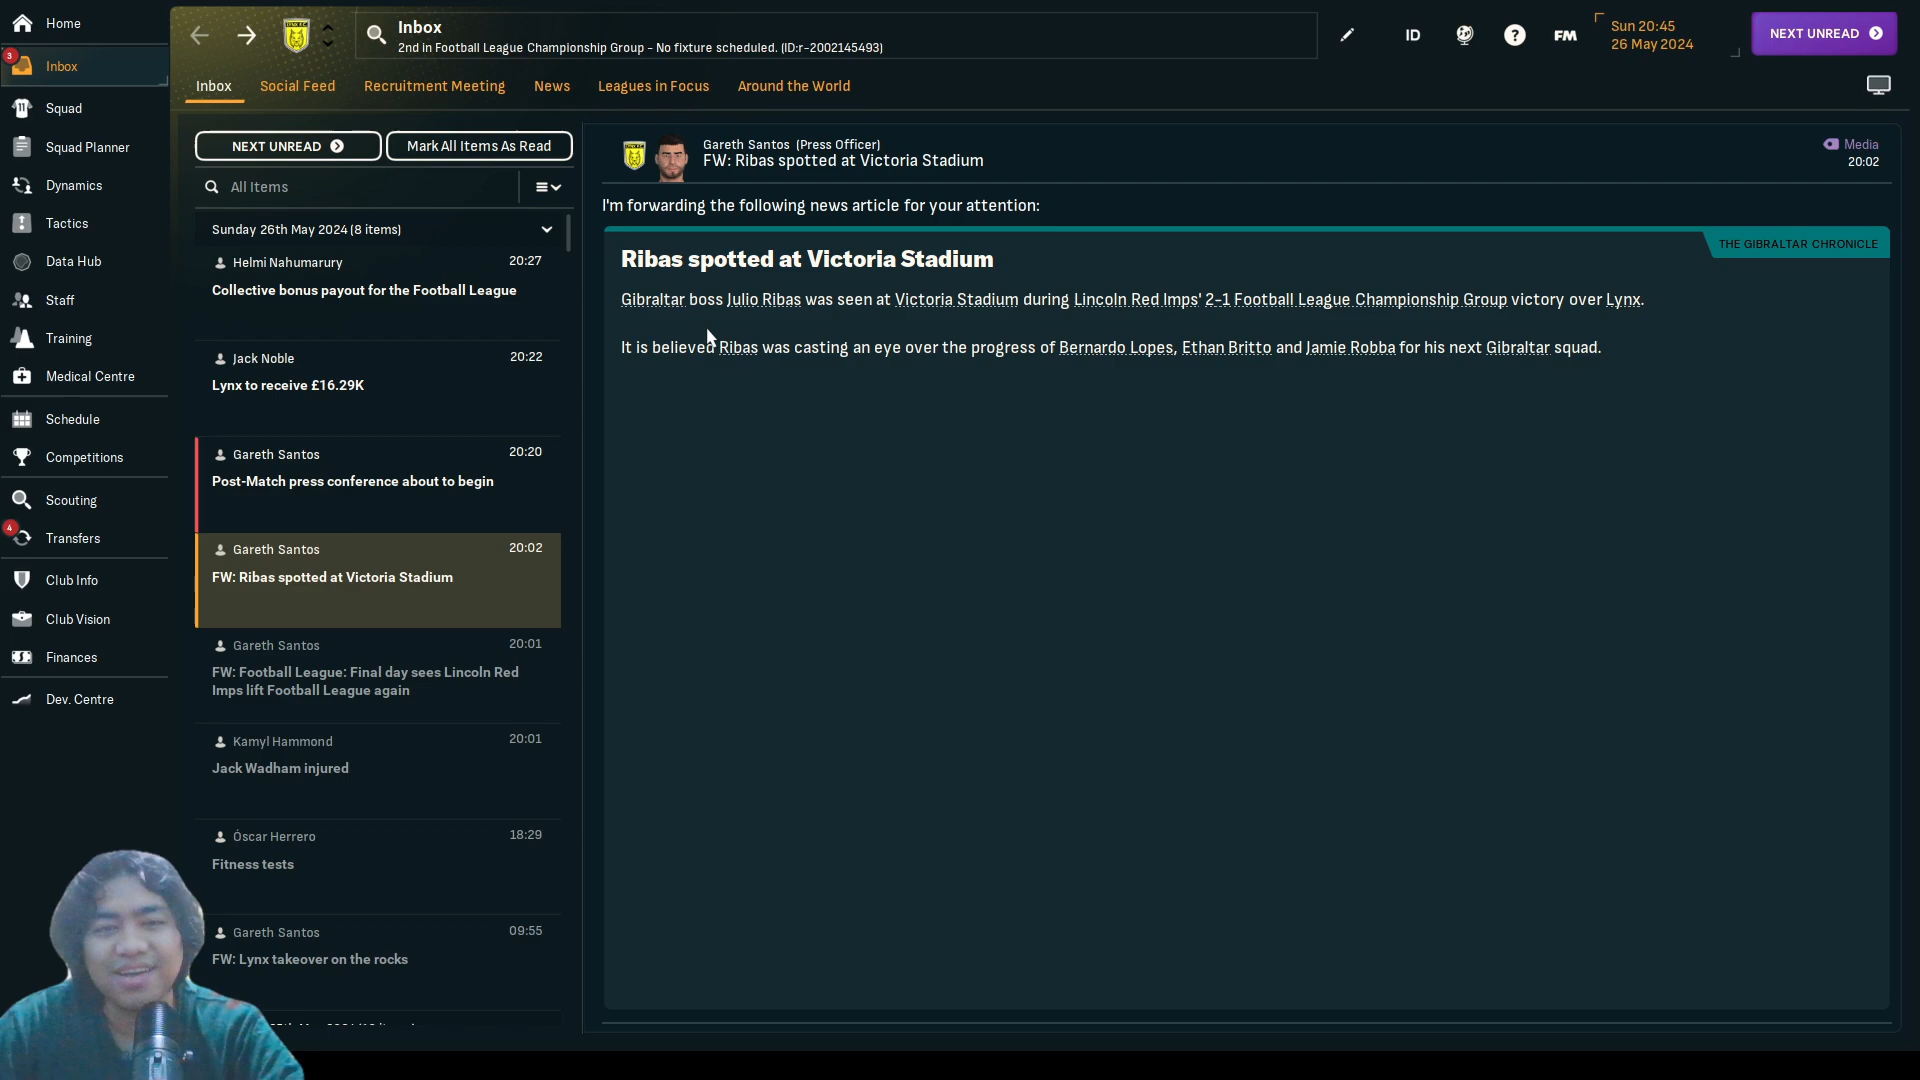 Home
3
Inbox
Squad
Squad Planner
Dynamics
Tactics
Data Hub
Staff
Training
Medical Centre
Schedule
Competitions
Scouting
4
Transfers
Club Info
Club Vision
Finances
Dev. Centre
Inbox
2nd in Football League Championship Group - No fixture scheduled. (ID:r-2002145493)
ID
?
FM
Sun 20:45
26 May 2024
NEXT UNREAD
Inbox
Social Feed
Recruitment Meeting
News
Leagues in Focus
Around the World
NEXT UNREAD
Mark All Items As Read
All Items
Sunday 26th May 2024 (8 items)
Helmi Nahumarury
20:27
Collective bonus payout for the Football League
Jack Noble
20:22
Lynx to receive £16.29K
Gareth Santos
20:20
Post-Match press conference about to begin
Gareth Santos
20:02
FW: Ribas spotted at Victoria Stadium
Gareth Santos
20:01
FW: Football League: Final day sees Lincoln Red
Imps lift Football League again
Kamyl Hammond
20:01
Jack Wadham injured
Óscar Herrero
18:29
Fitness tests
Gareth Santos
09:55
FW: Lynx takeover on the rocks
Gareth Santos (Press Officer)
FW: Ribas spotted at Victoria Stadium
Media
20:02
I'm forwarding the following news article for your attention:
THE GIBRALTAR CHRONICLE
Ribas spotted at Victoria Stadium
Gibraltar boss Julio Ribas was seen at Victoria Stadium during Lincoln Red Imps' 2-1 Football League Championship Group victory over Lynx.
It is believed Ribas was casting an eye over the progress of Bernardo Lopes, Ethan Britto and Jamie Robba for his next Gibraltar squad.